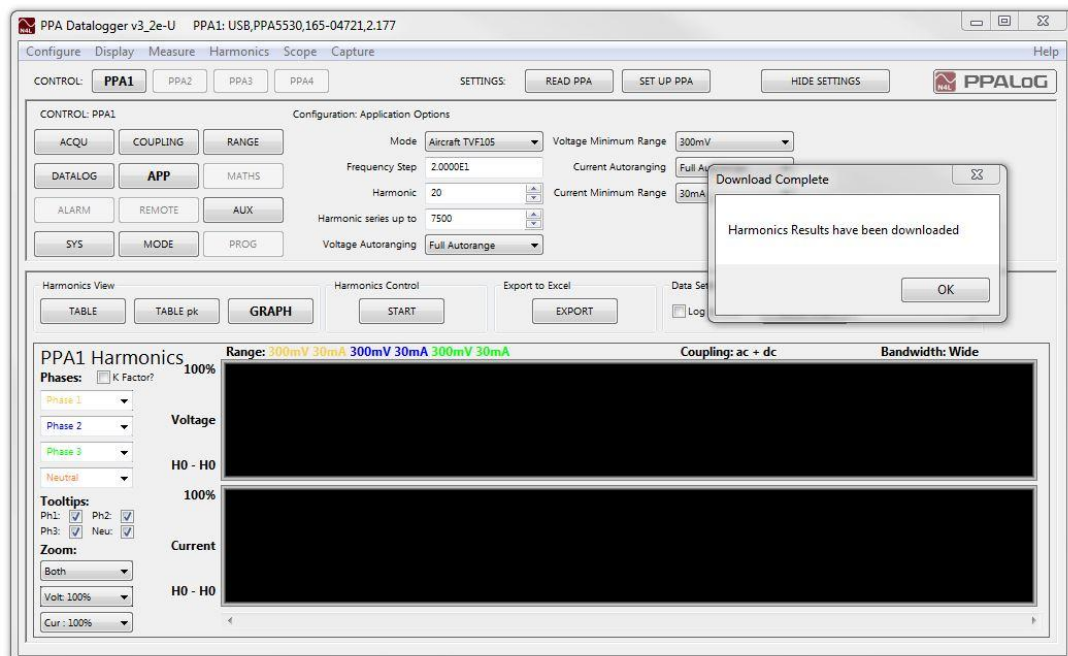 PPA Datalogger v3_2e-U PPA1: USB,PPA5530,165-04721,2.177
Configure Display Measure Harmonics Scope Capture Help
CONTROL: PPA1 PPA2 PPA3 PPA4 SETTINGS: READ PPA SET UP PPA HIDE SETTINGS N4L PPALoG
CONTROL: PPA1 Configuration: Application Options
ACQU COUPLING RANGE Mode Aircraft TVF105 Voltage Minimum Range 300mV
DATALOG APP MATHS Frequency Step 2.0000E1 Current Autoranging Full
ALARM REMOTE AUX Harmonic 20 Current Minimum Range 30mA
Harmonic series up to 7500
SYS MODE PROG Voltage Autoranging Full Autorange
Download Complete
Harmonics Results have been downloaded
OK
Harmonics View Harmonics Control Export to Excel Data Set
TABLE TABLE pk GRAPH START EXPORT Log
PPA1 Harmonics Range: 300mV 30mA 300mV 30mA 300mV 30mA Coupling: ac + dc Bandwidth: Wide
100%
Phases: K Factor?
Phase 1
Phase 2 Voltage
Phase 3
H0 - H0
Neutral
Tooltips: 100%
Ph1: Ph2:
Ph3: Neu:
Zoom: Current
Both
Volt: 100% H0 - H0
Cur : 100%